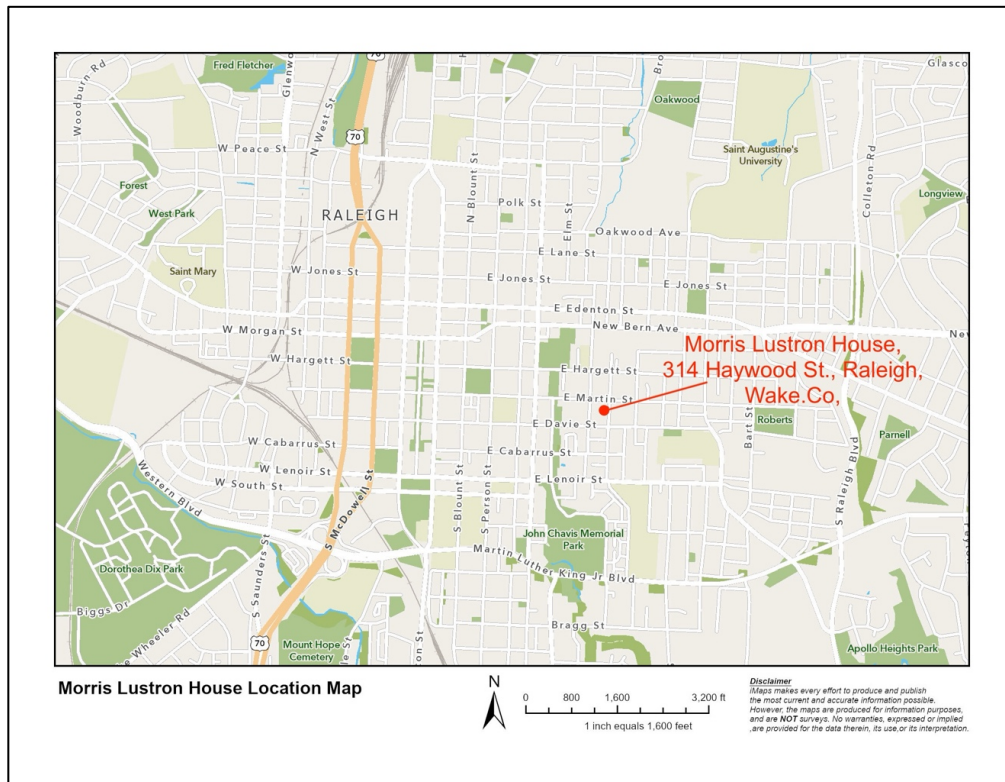 Fred Fletcher
Glenwo
70
Bro
Glasco
Woodburn Rd
N West St
Oakwood
70
W Peace St
N Blount St
Saint Augustine's
University
Colleton Rd
Forest
Longview
West Park
Polk St
Elm St
RALEIGH
Oakwood Ave
E Lane St
Saint Mary
W Jones St
E Jones St
E Jones St
E Edenton St
W Morgan St
New Bern Ave
New
W Hargett St
E Hargett St
Morris Lustron House,
314 Haywood St., Raleigh,
Wake.Co,
E Martin St
E Davie St
Bart St
Roberts
Parnell
W Cabarrus St
E Cabarrus St
W Lenoir St
E Lenoir St
W South St
Western Blvd
S McDowell St
S Blount St
S Person St
S Raleigh Blvd
John Chavis Memorial
Park
Martin Luther King Jr Blvd
Dorothea Dix Park
S Saunders St
Biggs Dr
e Wheeler Rd
Bragg St
70
Mount Hope
Cemetery
le St
son St
Apollo Heights Park
Morris Lustron House Location Map
N
0 800 1,600 3,200 ft
1 inch equals 1,600 feet
Disclaimer
iMaps makes every effort to produce and publish
the most current and accurate information possible.
However, the maps are produced for information purposes,
and are NOT surveys. No warranties, expressed or implied
,are provided for the data therein, its use,or its interpretation.